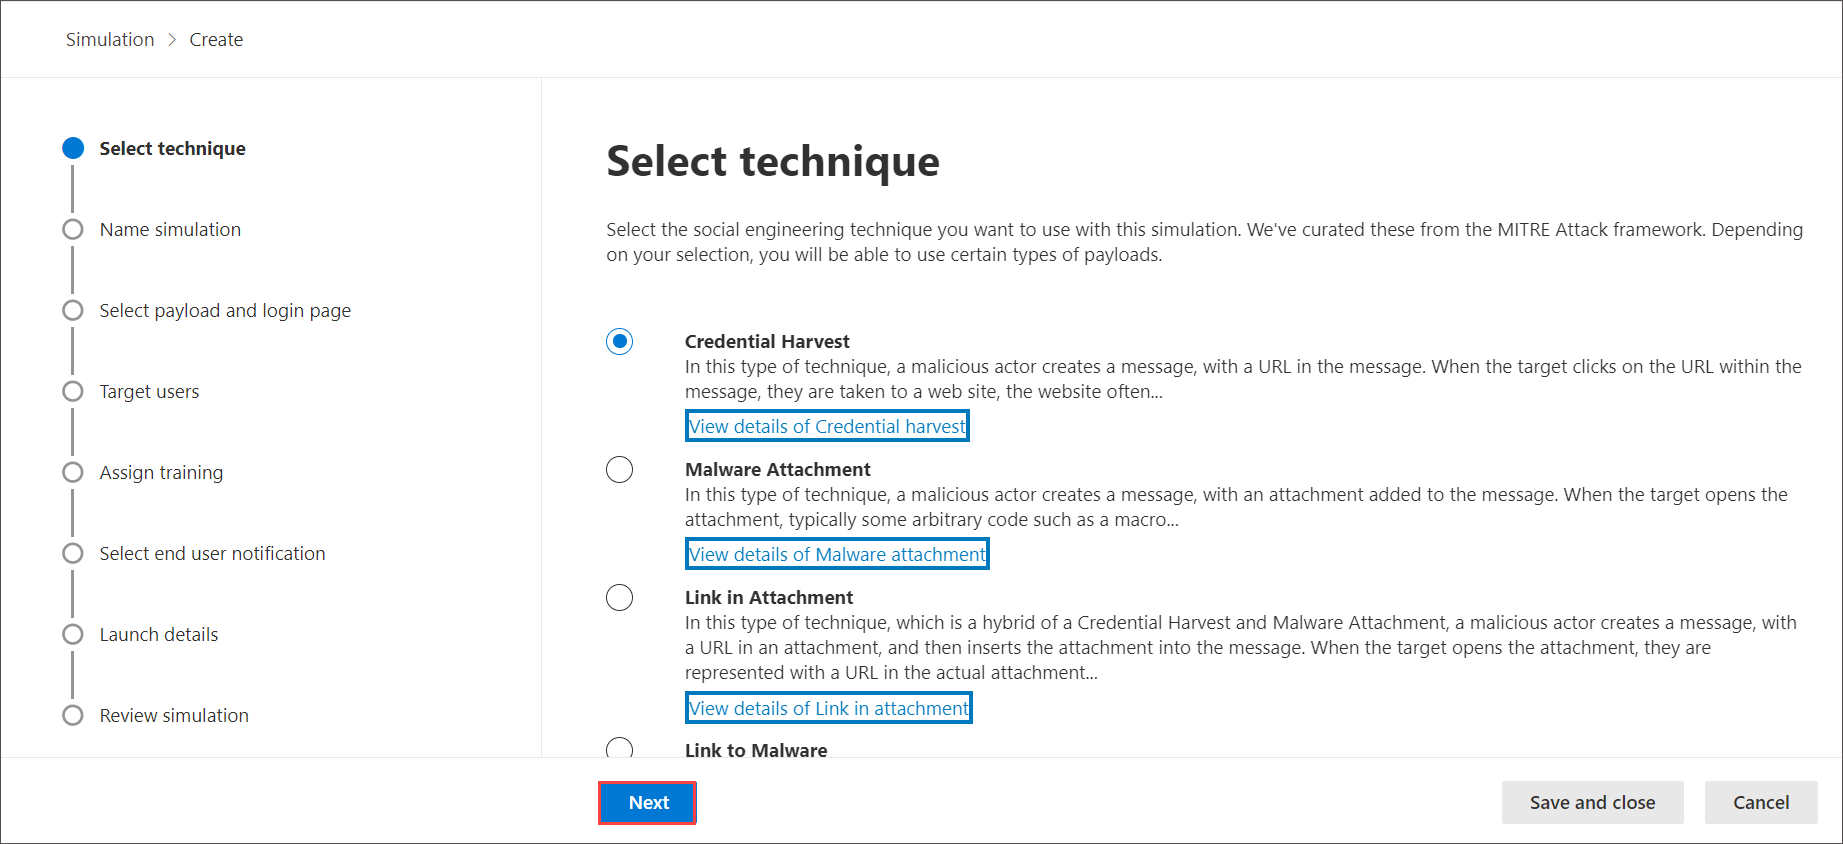 Simulation > Create
Select technique
Name simulation
Select payload and login page
Target users
Assign training
Select end user notification
Launch details
Review simulation
Select technique
Select the social engineering technique you want to use with this simulation. We've curated these from the MITRE Attack framework. Depending
on your selection, you will be able to use certain types of payloads.
Credential Harvest
In this type of technique, a malicious actor creates a message, with a URL in the message. When the target clicks on the URL within the
message, they are taken to a web site, the website often...
View details of Credential harvest
Malware Attachment
In this type of technique, a malicious actor creates a message, with an attachment added to the message. When the target opens the
attachment, typically some arbitrary code such as a macro...
View details of Malware attachment
Link in Attachment
In this type of technique, which is a hybrid of a Credential Harvest and Malware Attachment, a malicious actor creates a message, with
a URL in an attachment, and then inserts the attachment into the message. When the target opens the attachment, they are
represented with a URL in the actual attachment...
View details of Link in attachment
Link to Malware
Next
Save and close
Cancel